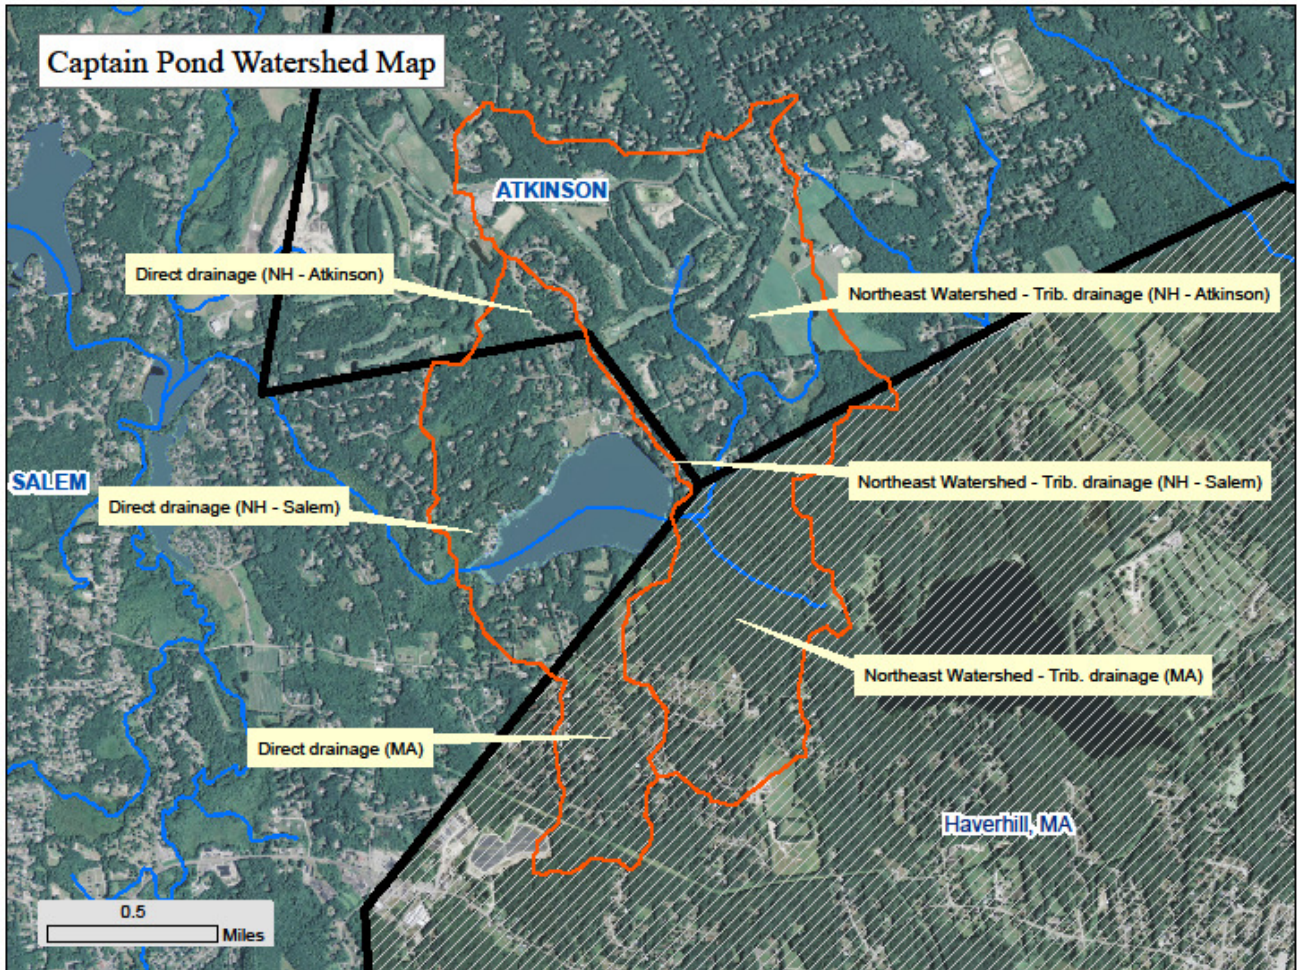 Captain Pond Watershed Map
ATKINSON
Direct drainage (NH - Atkinson)
Northeast Watershed - Trib. drainage (NH - Atkinson)
SALEM
Northeast Watershed - Trib. drainage (NH - Salem)
Direct drainage (NH - Salem)
Northeast Watershed - Trib. drainage (MA)
Direct drainage (MA)
Haverhill, MA
0.5
Miles